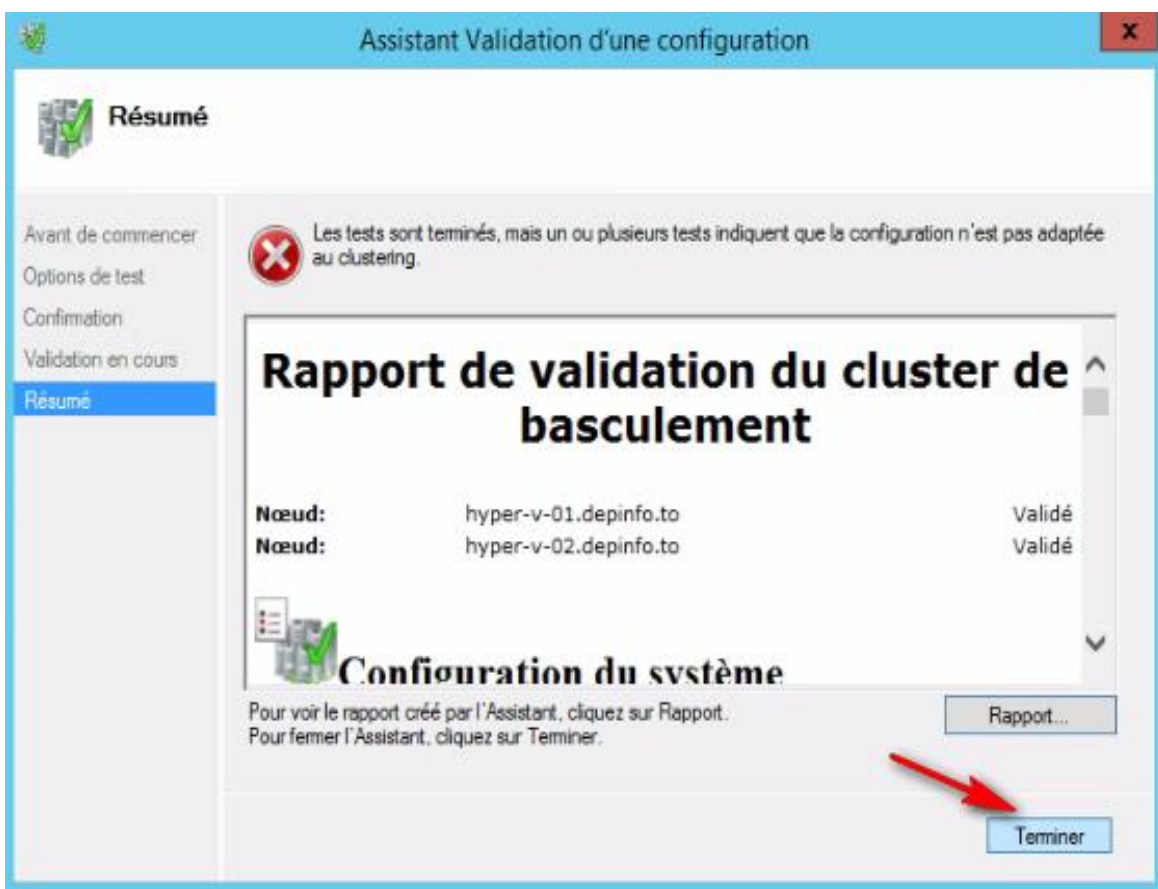 Assistant Validation d'une configuration
x
Résumé
Avant de commencer
Options de test
Confirmation
Validation en cours
Résumé
Les tests sont terminés, mais un ou plusieurs tests indiquent que la configuration n'est pas adaptée
au clustering.
Rapport de validation du cluster de
basculement
Nœud: hyper-v-01.depinfo.to Validé
Nœud: hyper-v-02.depinfo.to Validé
Configuration du système
Pour voir le rapport créé par l'Assistant, cliquez sur Rapport.
Pour fermer l'Assistant, cliquez sur Terminer.
Rapport...
Terminer